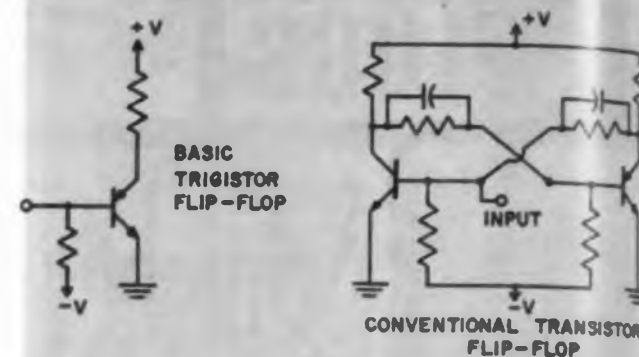 +V
BASIC
TRIGISTOR
FLIP-FLOP
-V
+V
INPUT
-V
CONVENTIONAL TRANSISTOR
FLIP-FLOP